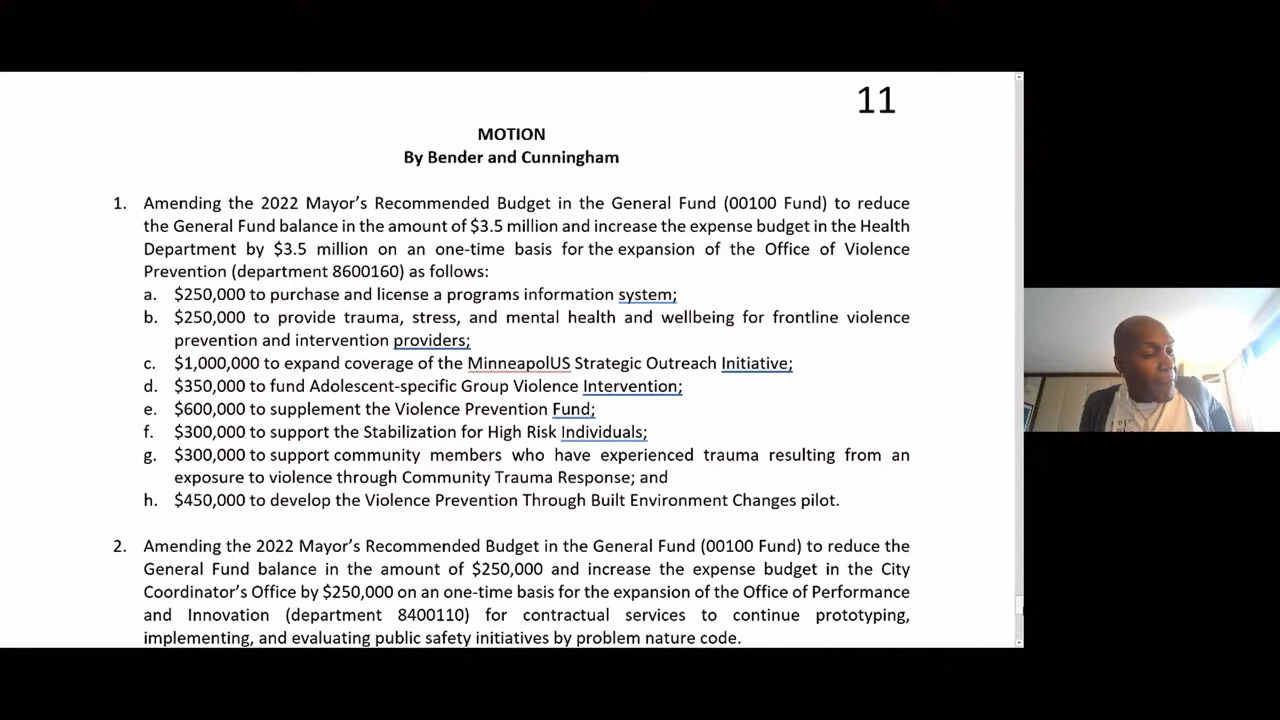 11
MOTION
By Bender and Cunningham
1. Amending the 2022 Mayor's Recommended Budget in the General Fund (00100 Fund) to reduce
the General Fund balance in the amount of $3.5 million and increase the expense budget in the Health
Department by $3.5 million on an one-time basis for the expansion of the Office of Violence
Prevention (department 8600160) as follows:
a. $250,000 to purchase and license a programs information system;
b. $250,000 to provide trauma, stress, and mental health and wellbeing for frontline violence
prevention and intervention providers;
c. $1,000,000 to expand coverage of the MinneapolUS Strategic Outreach Initiative;
d. $350,000 to fund Adolescent-specific Group Violence Intervention;
e. $600,000 to supplement the Violence Prevention Fund;
f. $300,000 to support the Stabilization for High Risk Individuals;
g. $300,000 to support community members who have experienced trauma resulting from an
exposure to violence through Community Trauma Response; and
h. $450,000 to develop the Violence Prevention Through Built Environment Changes pilot.
2. Amending the 2022 Mayor's Recommended Budget in the General Fund (00100 Fund) to reduce the
General Fund balance in the amount of $250,000 and increase the expense budget in the City
Coordinator's Office by $250,000 on an one-time basis for the expansion of the Office of Performance
and Innovation (department 8400110) for contractual services to continue prototyping,
implementing, and evaluating public safety initiatives by problem nature code.